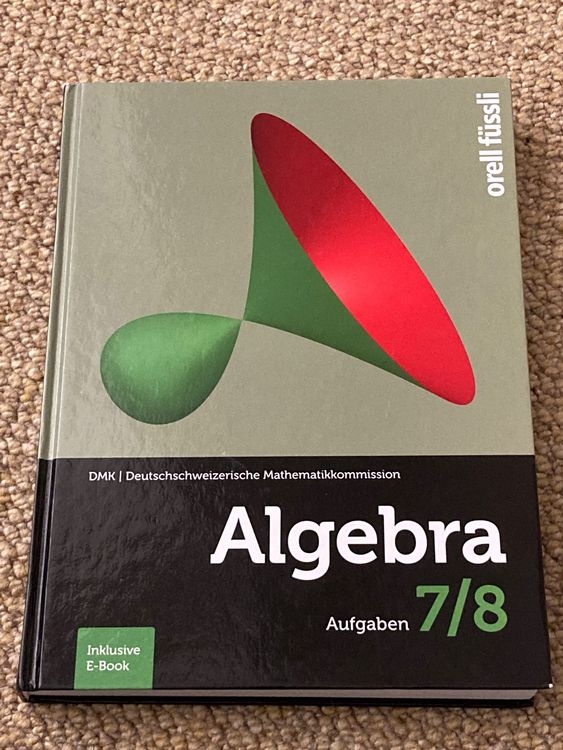 orell füssli
DMK | Deutschschweizerische Mathematikkommission
Algebra
Aufgaben 7/8
Inklusive
E-Book